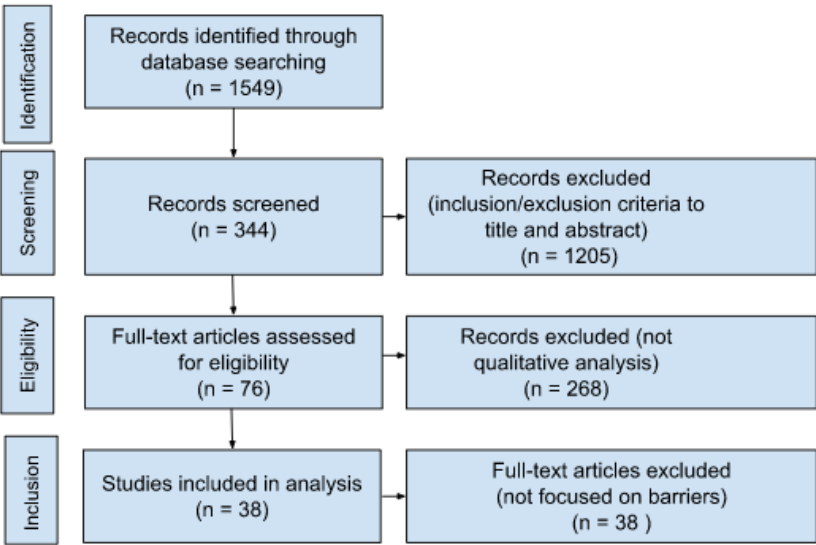 Identification
Records identified through
database searching
(n = 1549)
Screening
Records screened
(n = 344)
Records excluded
(inclusion/exclusion criteria to
title and abstract)
(n = 1205)
Eligibility
Full-text articles assessed
for eligibility
(n = 76)
Records excluded (not
qualitative analysis)
(n = 268)
Inclusion
Studies included in analysis
(n = 38)
Full-text articles excluded
(not focused on barriers)
(n = 38 )